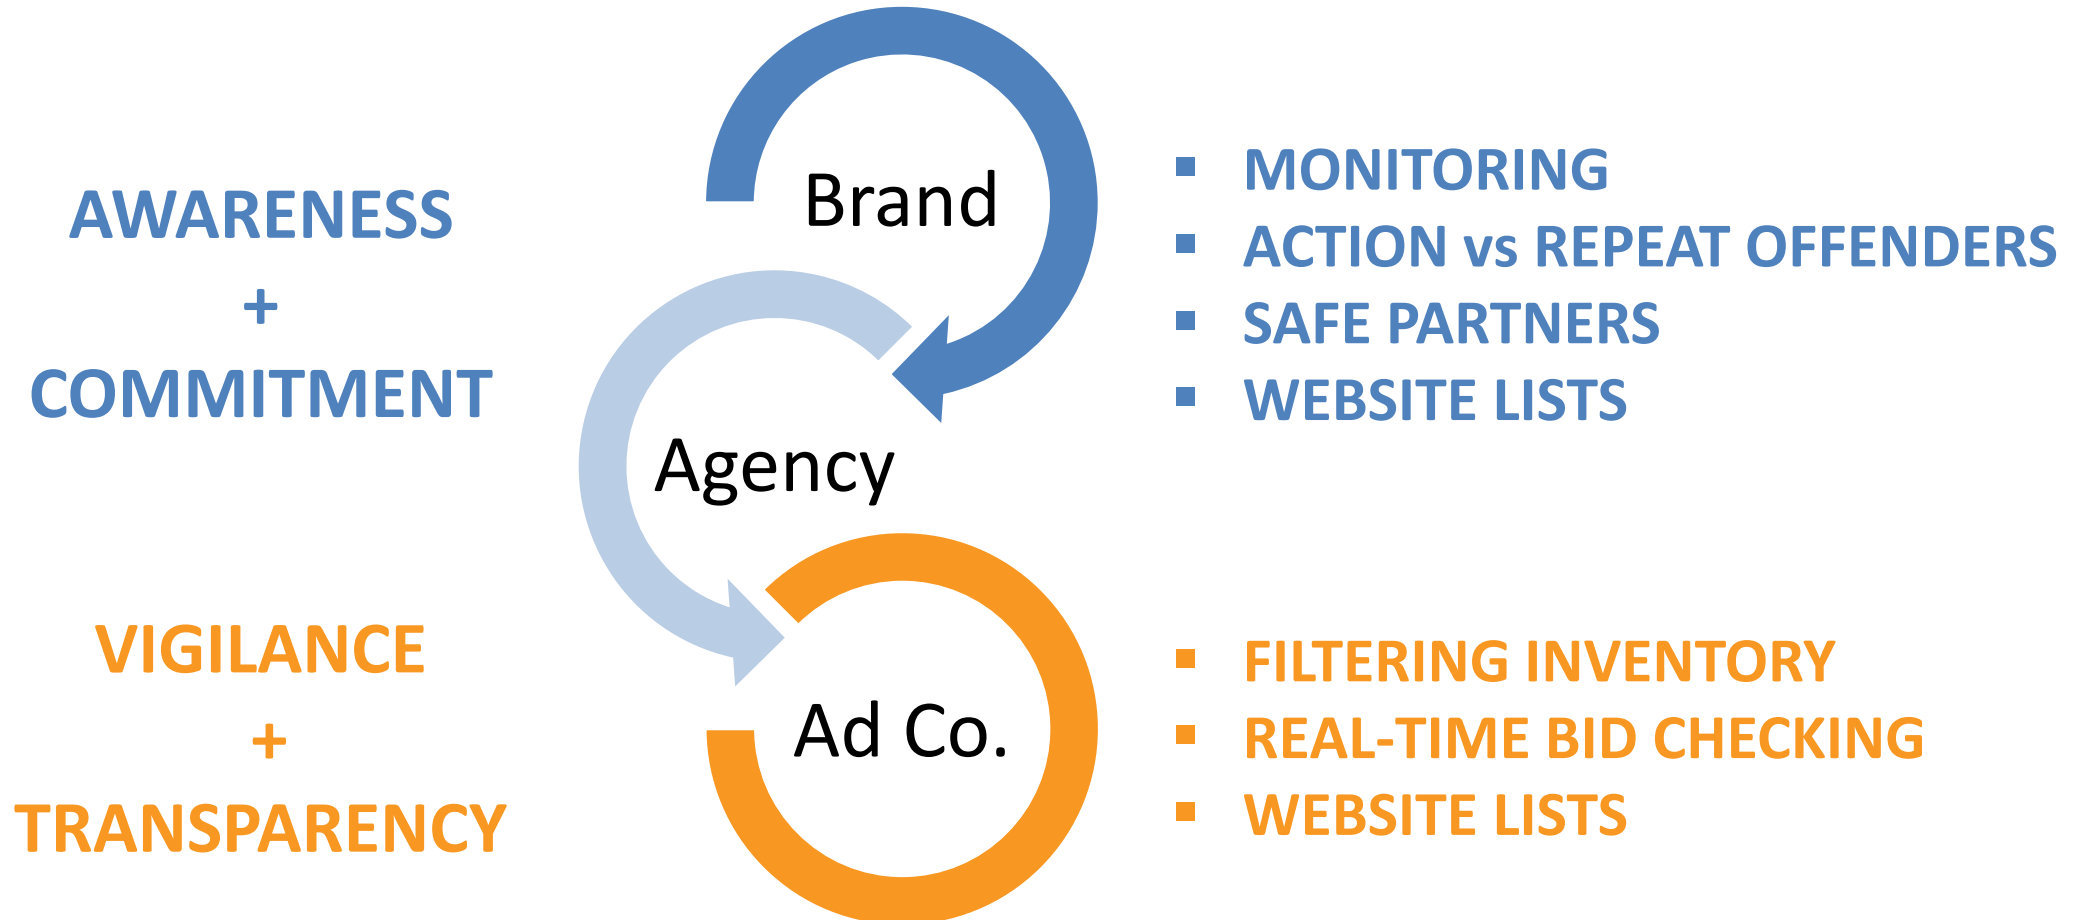 AWARENESS
+
COMMITMENT
VIGILANCE
+
TRANSPARENCY
Brand
Agency
Ad Co.
▪ MONITORING
▪ ACTION vs REPEAT OFFENDERS
▪ SAFE PARTNERS
▪ WEBSITE LISTS
▪ FILTERING INVENTORY
▪ REAL-TIME BID CHECKING
▪ WEBSITE LISTS